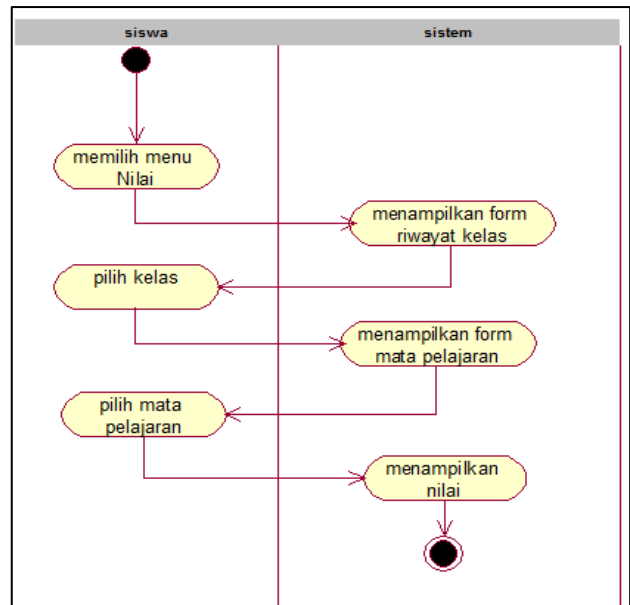 siswa
sistem
memilih menu
Nilai
menampilkan form
riwayat kelas
pilih kelas
menampilkan form
mata pelajaran
pilih mata
pelajaran
menampilkan
nilai